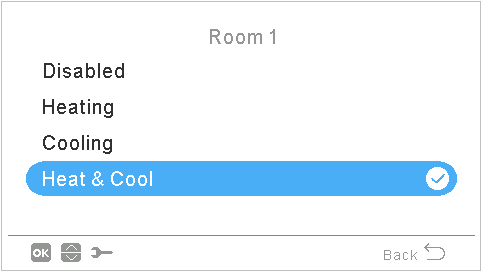 Room 1
Disabled
Heating
Cooling
Heat & Cool
OK
Back